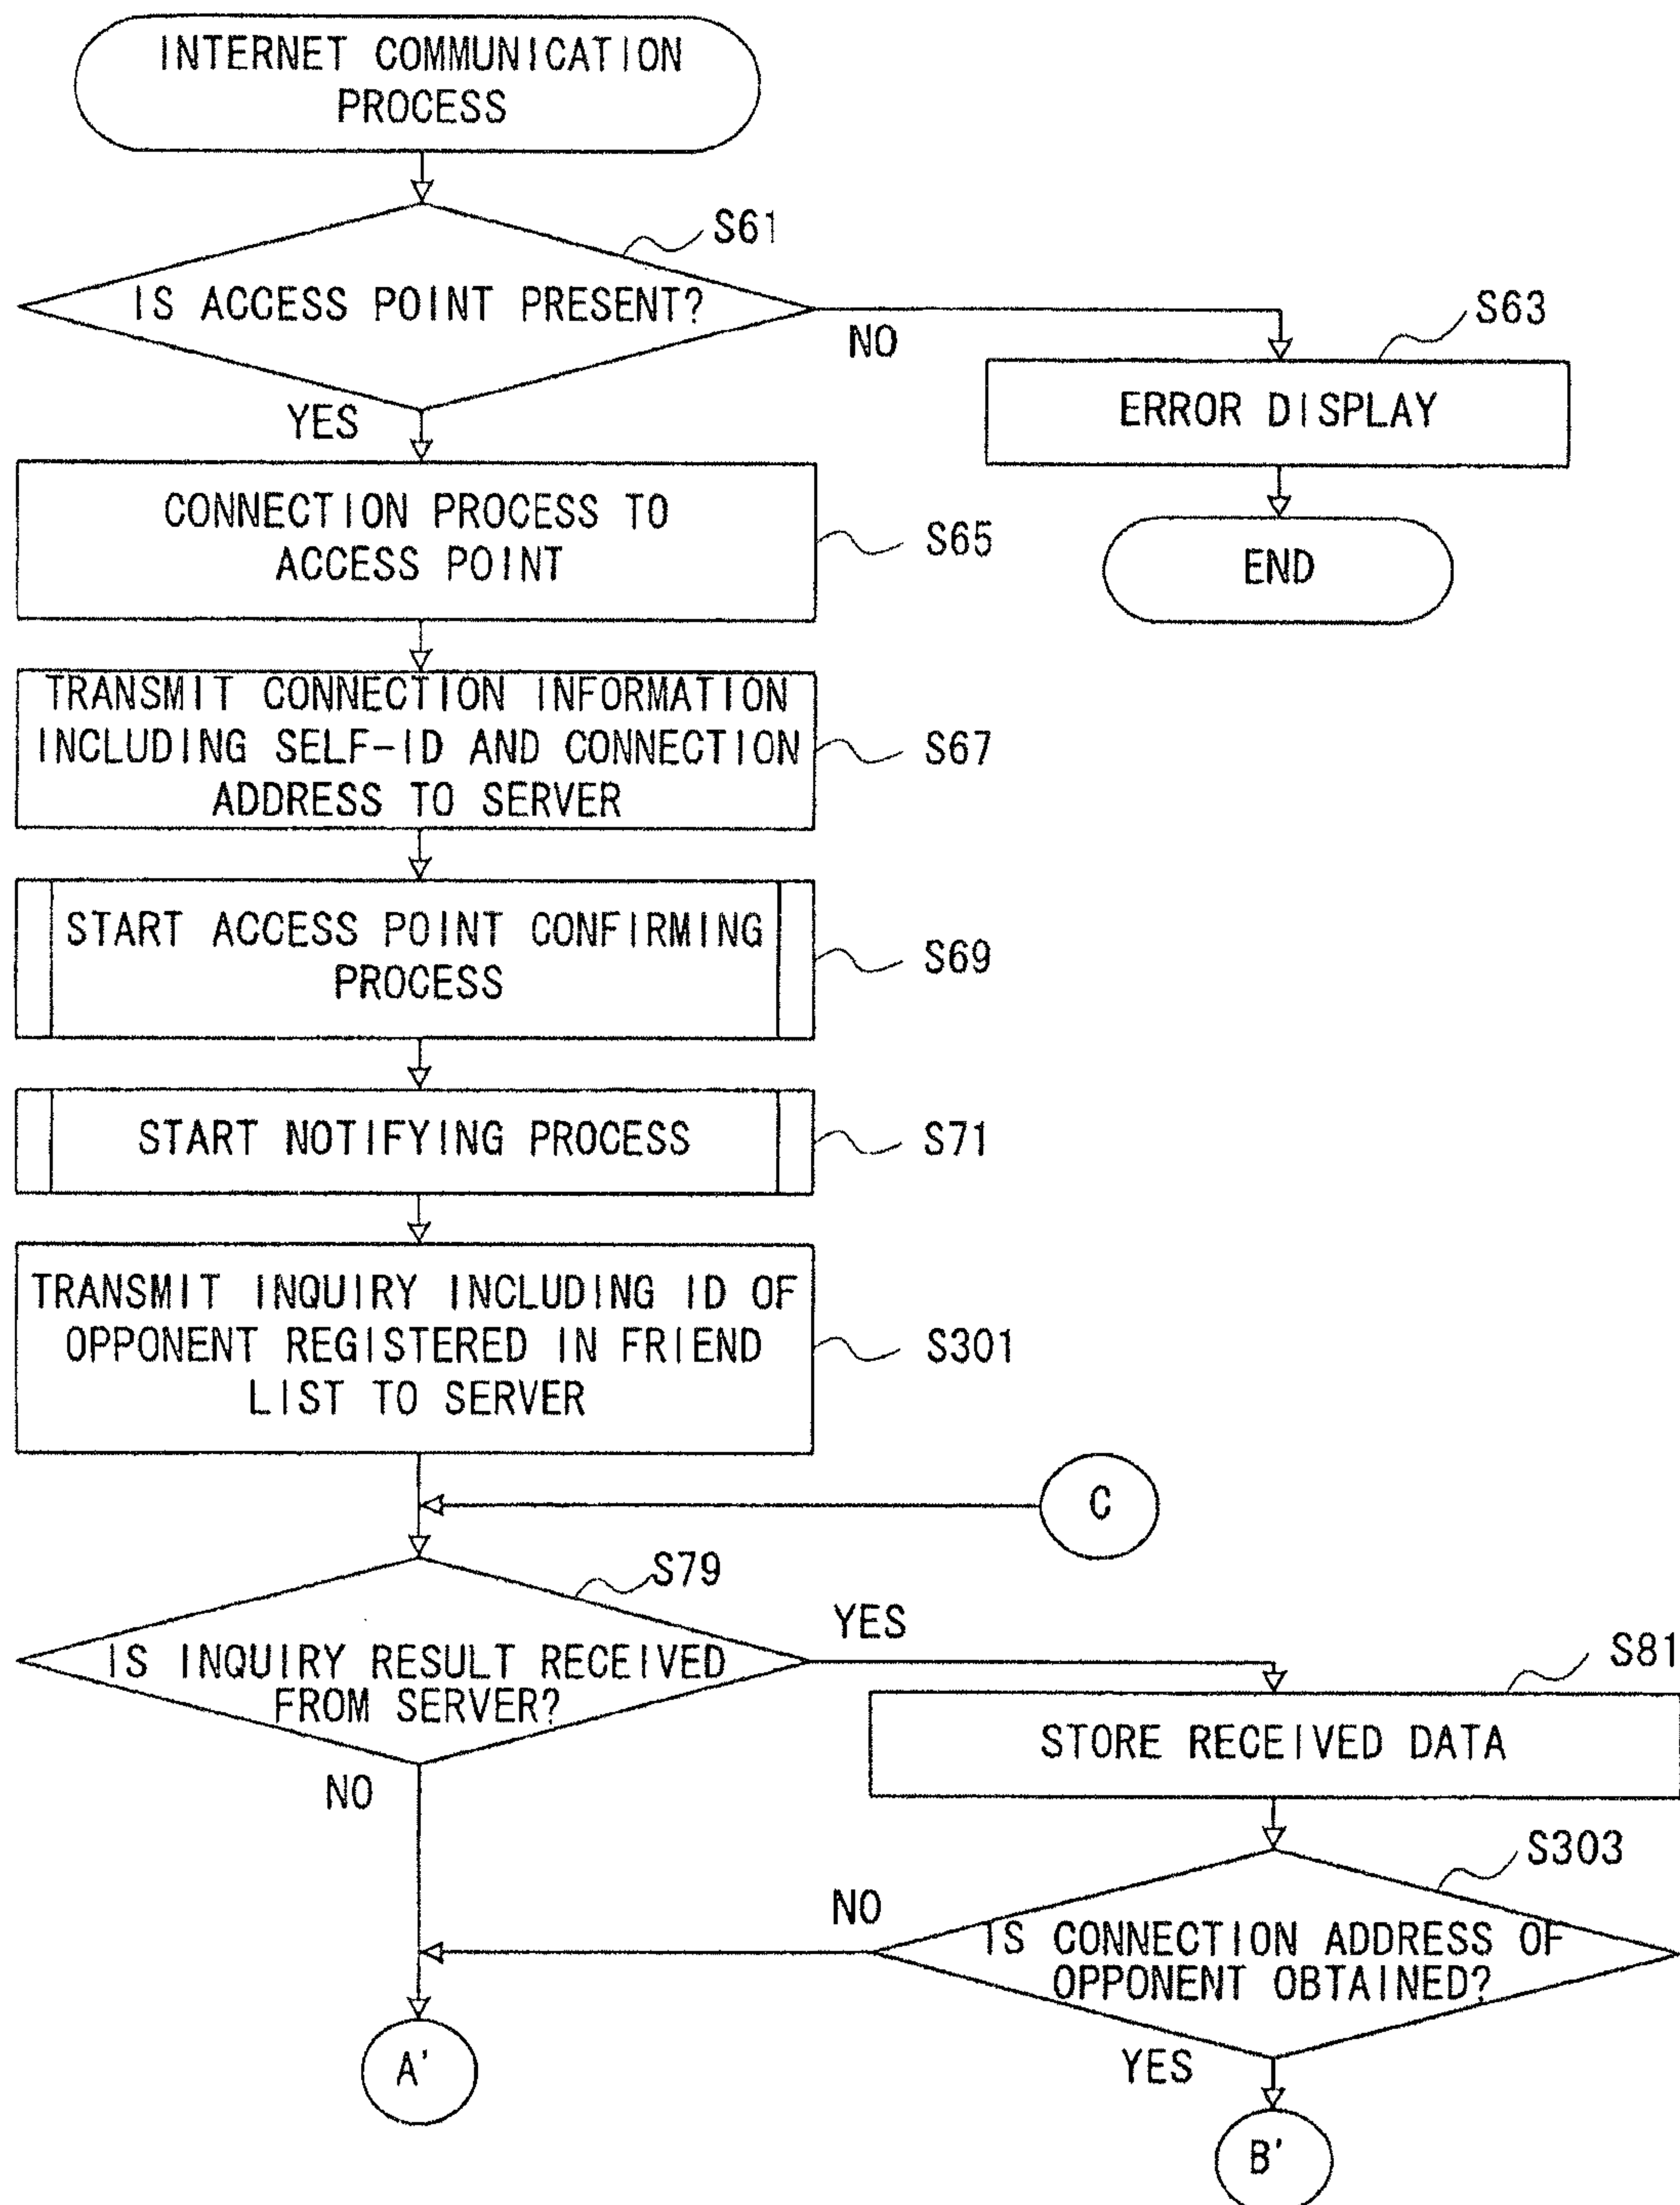 INTERNET COMMUNICATION
PROCESS
S61
IS ACCESS POINT PRESENT?
NO
S63
ERROR DISPLAY
END
YES
CONNECTION PROCESS TO
ACCESS POINT
S65
TRANSMIT CONNECTION INFORMATION
INCLUDING SELF-ID AND CONNECTION
ADDRESS TO SERVER
S67
START ACCESS POINT CONFIRMING
PROCESS
S69
START NOTIFYING PROCESS
S71
TRANSMIT INQUIRY INCLUDING ID OF
OPPONENT REGISTERED IN FRIEND
LIST TO SERVER
S301
C
S79
IS INQUIRY RESULT RECEIVED
FROM SERVER?
YES
S81
STORE RECEIVED DATA
NO
S303
IS CONNECTION ADDRESS OF
OPPONENT OBTAINED?
NO
YES
A'
B'